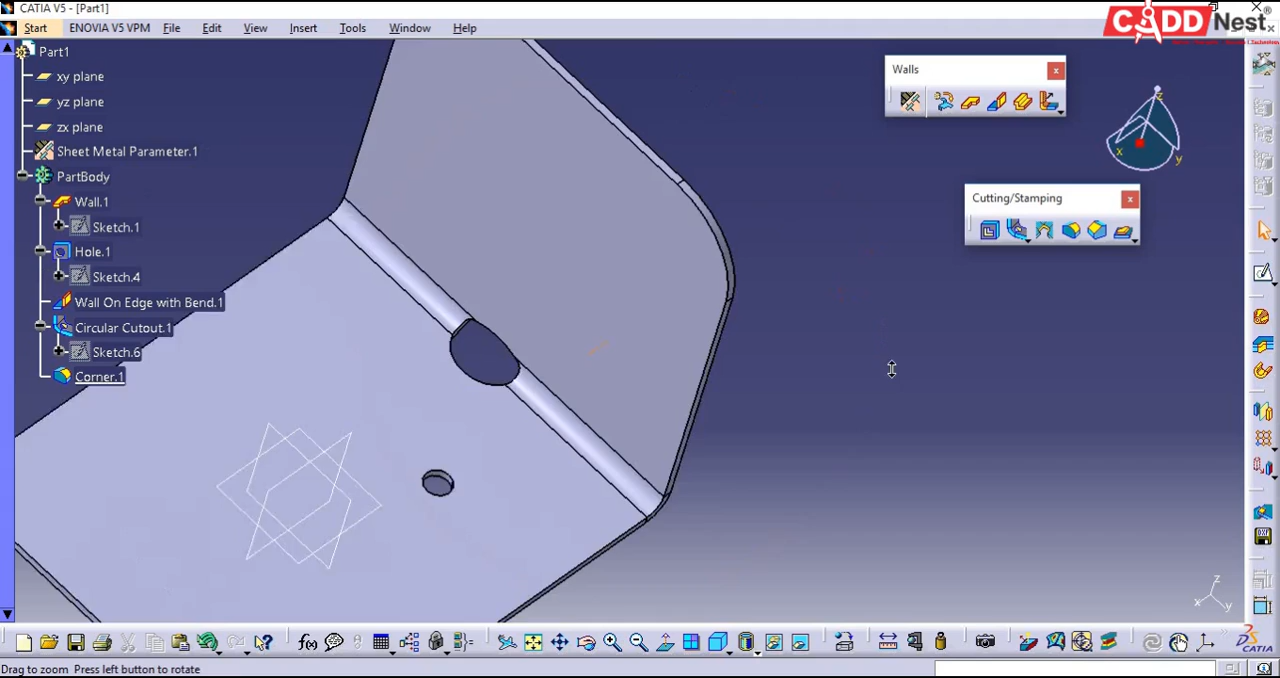 CATIA V5 - [Part1]
CADD Nest®
Start ENOVIA V5 VPM File Edit View Insert Tools Window Help
Part1
xy plane
yz plane
zx plane
Sheet Metal Parameter.1
PartBody
Wall.1
Sketch.1
Hole.1
Sketch.4
Wall On Edge with Bend.1
Circular Cutout.1
Sketch.6
Corner.1
Walls
z
x
y
Cutting/Stamping
z
x
y
f(x)
DXF
CATIA
Drag to zoom Press left button to rotate